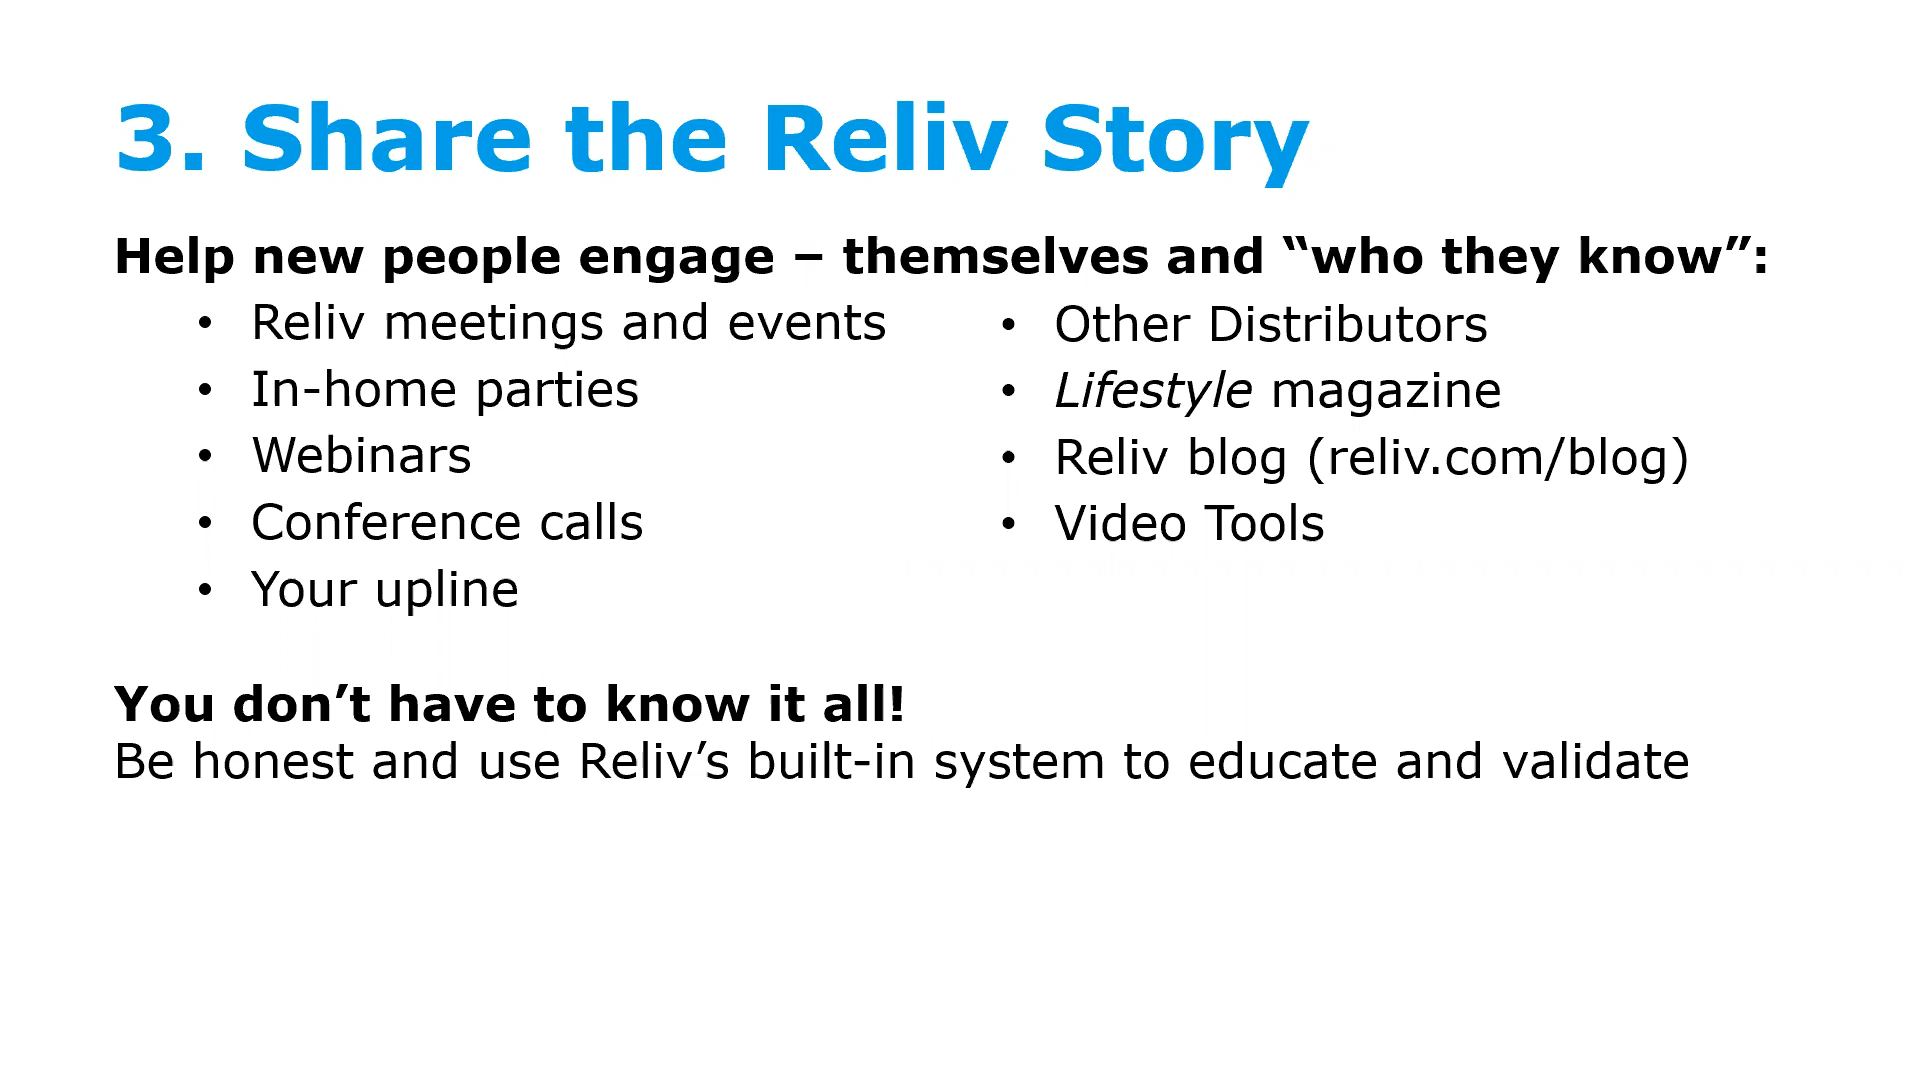 3. Share the Reliv Story
Help new people engage – themselves and “who they know”:
• Reliv meetings and events
• In-home parties
• Webinars
• Conference calls
• Your upline
• Other Distributors
• Lifestyle magazine
• Reliv blog (reliv.com/blog)
• Video Tools
You don’t have to know it all!
Be honest and use Reliv’s built-in system to educate and validate